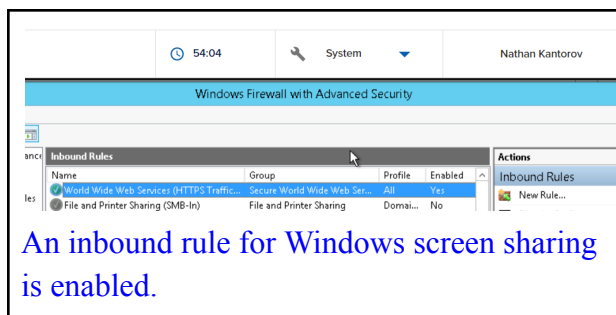 54:04 System Nathan Kantorov
Windows Firewall with Advanced Security
Inbound Rules Actions
Name Group Profile Enabled Inbound Rules
World Wide Web Services (HTTPS Traffic... Secure World Wide Web Ser... All Yes New Rule...
File and Printer Sharing (SMB-In) File and Printer Sharing Domai... No
An inbound rule for Windows screen sharing
is enabled.